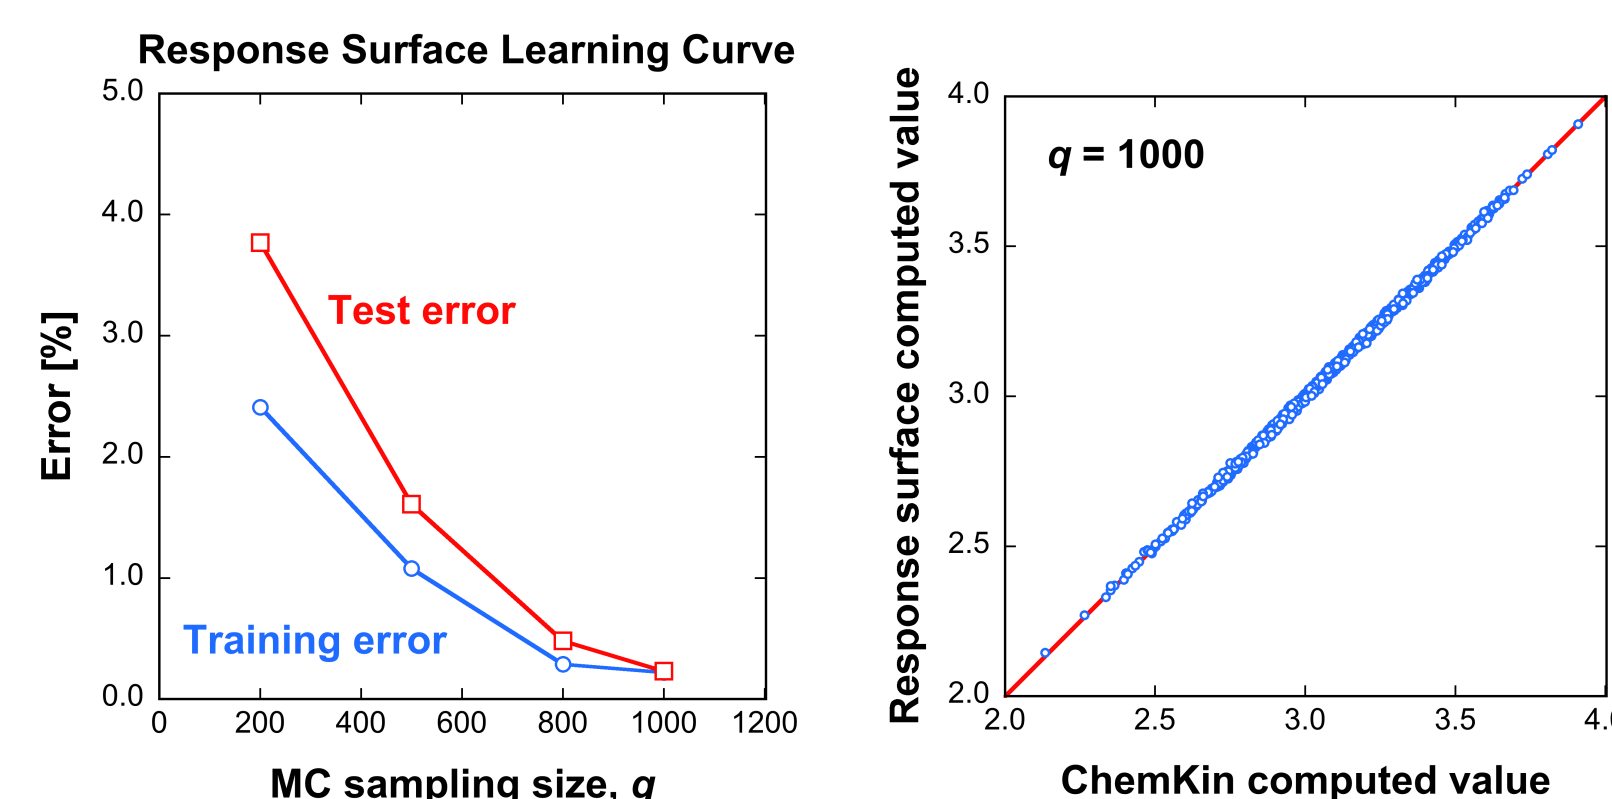 Response Surface Learning Curve
Error [%]
5.0
4.0
3.0
2.0
1.0
0.0
Test error
Training error
0 200 400 600 800 1000 1200
MC sampling size, q
Response surface computed value
4.0
3.5
3.0
2.5
2.0
q = 1000
2.0 2.5 3.0 3.5 4.0
ChemKin computed value